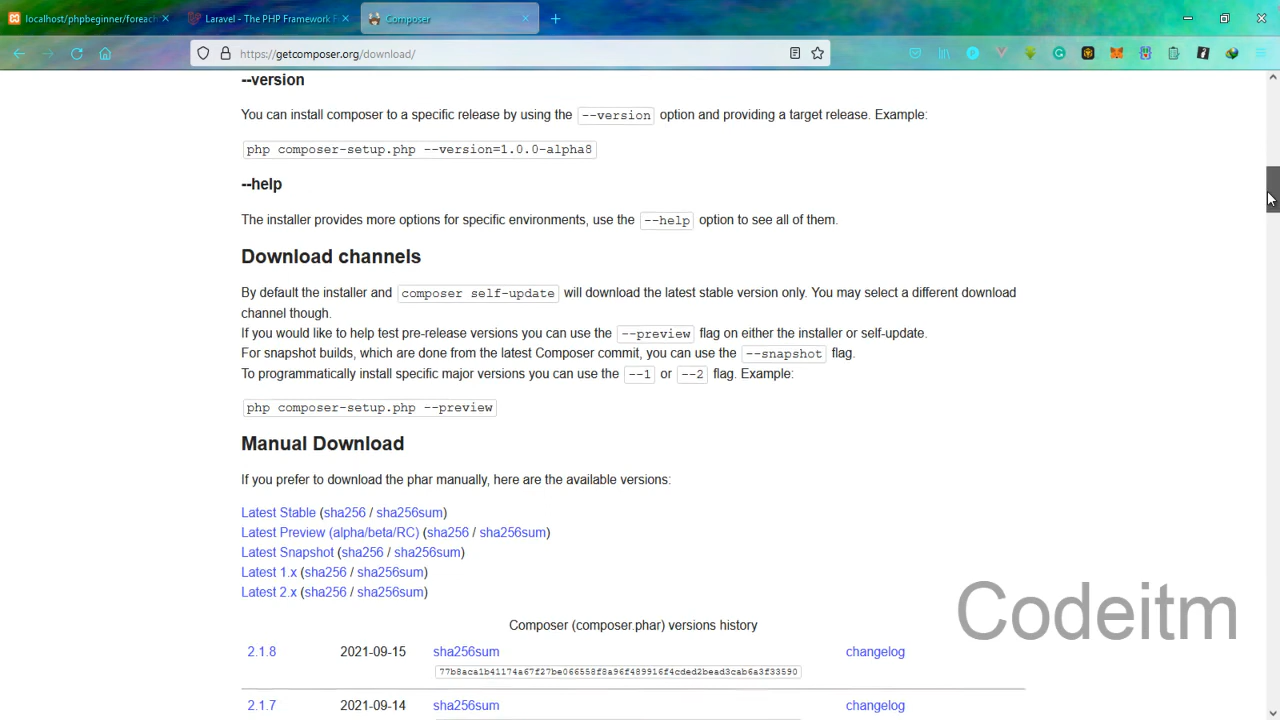 localhost/phpbeginner/foreach
Laravel - The PHP Framework F
Composer
https://getcomposer.org/download/
--version
You can install composer to a specific release by using the --version option and providing a target release. Example:
php composer-setup.php --version=1.0.0-alpha8
--help
The installer provides more options for specific environments, use the --help option to see all of them.
Download channels
By default the installer and composer self-update will download the latest stable version only. You may select a different download
channel though.
If you would like to help test pre-release versions you can use the --preview flag on either the installer or self-update.
For snapshot builds, which are done from the latest Composer commit, you can use the --snapshot flag.
To programmatically install specific major versions you can use the --1 or --2 flag. Example:
php composer-setup.php --preview
Manual Download
If you prefer to download the phar manually, here are the available versions:
Latest Stable (sha256 / sha256sum)
Latest Preview (alpha/beta/RC) (sha256 / sha256sum)
Latest Snapshot (sha256 / sha256sum)
Latest 1.x (sha256 / sha256sum)
Latest 2.x (sha256 / sha256sum)
Codeitm
Composer (composer.phar) versions history
2.1.8 2021-09-15 sha256sum changelog
77b8aca1b41174a67f27be066558f8a96f489916f4cded2bead3cab6a3f33590
2.1.7 2021-09-14 sha256sum changelog